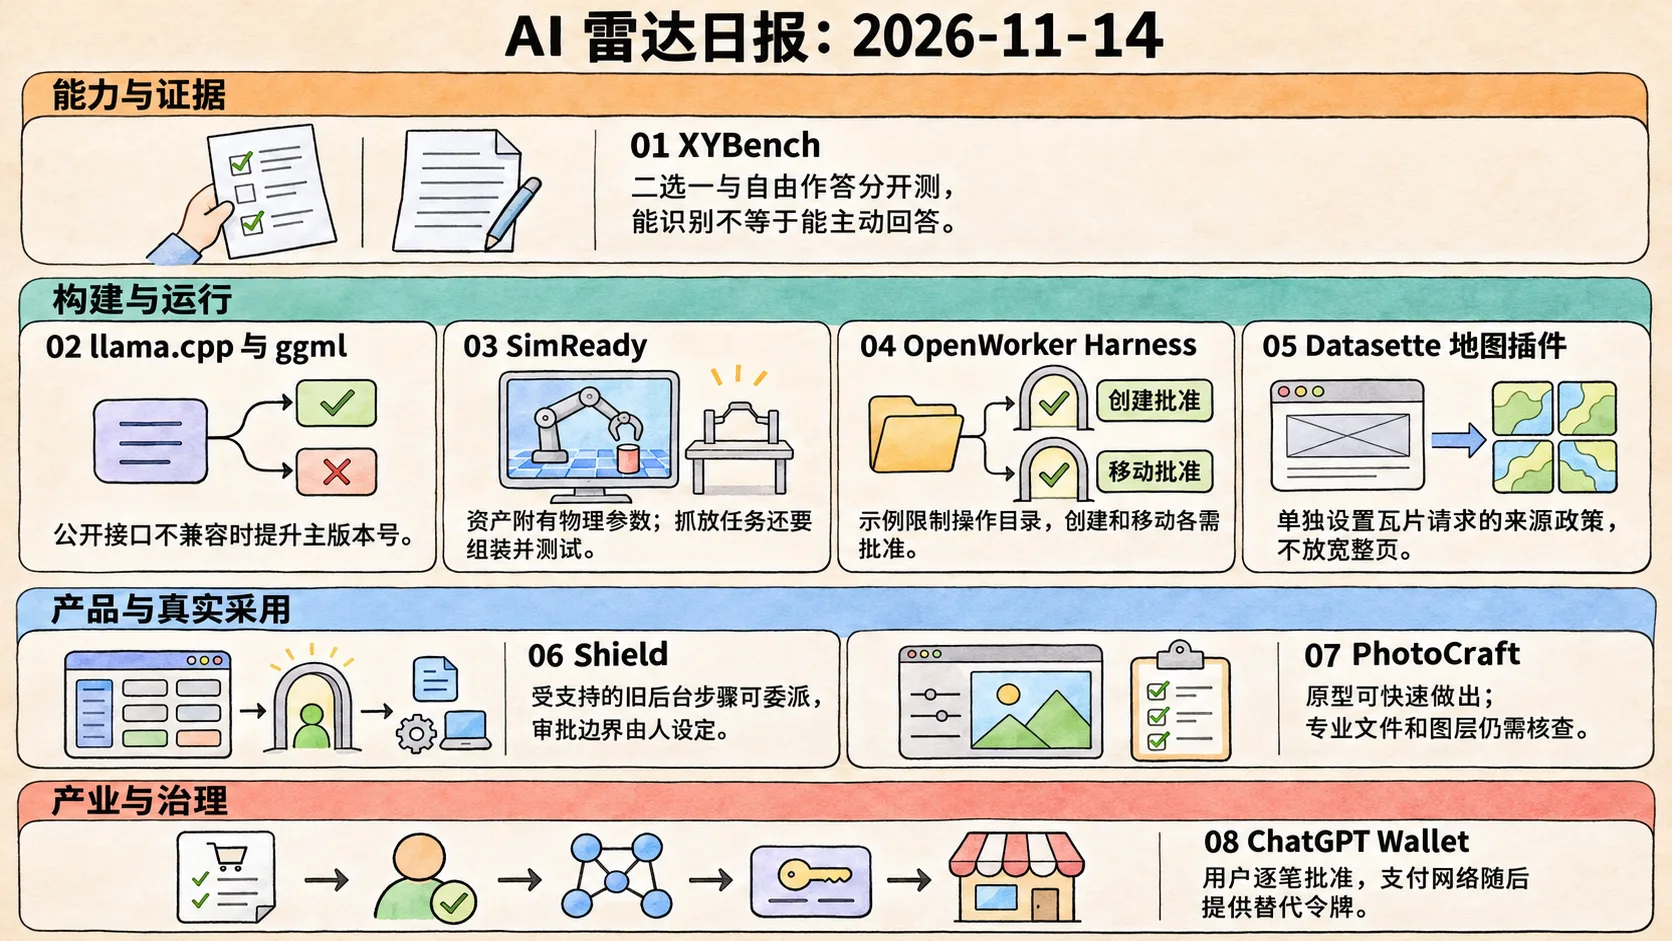 AI 雷达日报：2026-11-14
能力与证据
01 XYBench
二选一与自由作答分开测，
能识别不等于能主动回答。
构建与运行
02 llama.cpp 与 ggml
公开接口不兼容时提升主版本号。
03 SimReady
资产附有物理参数；抓放任务还要
组装并测试。
04 OpenWorker Harness
创建批准
移动批准
示例限制操作目录，创建和移动各需
批准。
05 Datasette 地图插件
单独设置瓦片请求的来源政策，
不放宽整页。
产品与真实采用
06 Shield
受支持的旧后台步骤可委派，
审批边界由人设定。
07 PhotoCraft
原型可快速做出；
专业文件和图层仍需核查。
产业与治理
08 ChatGPT Wallet
用户逐笔批准，支付网络随后
提供替代令牌。